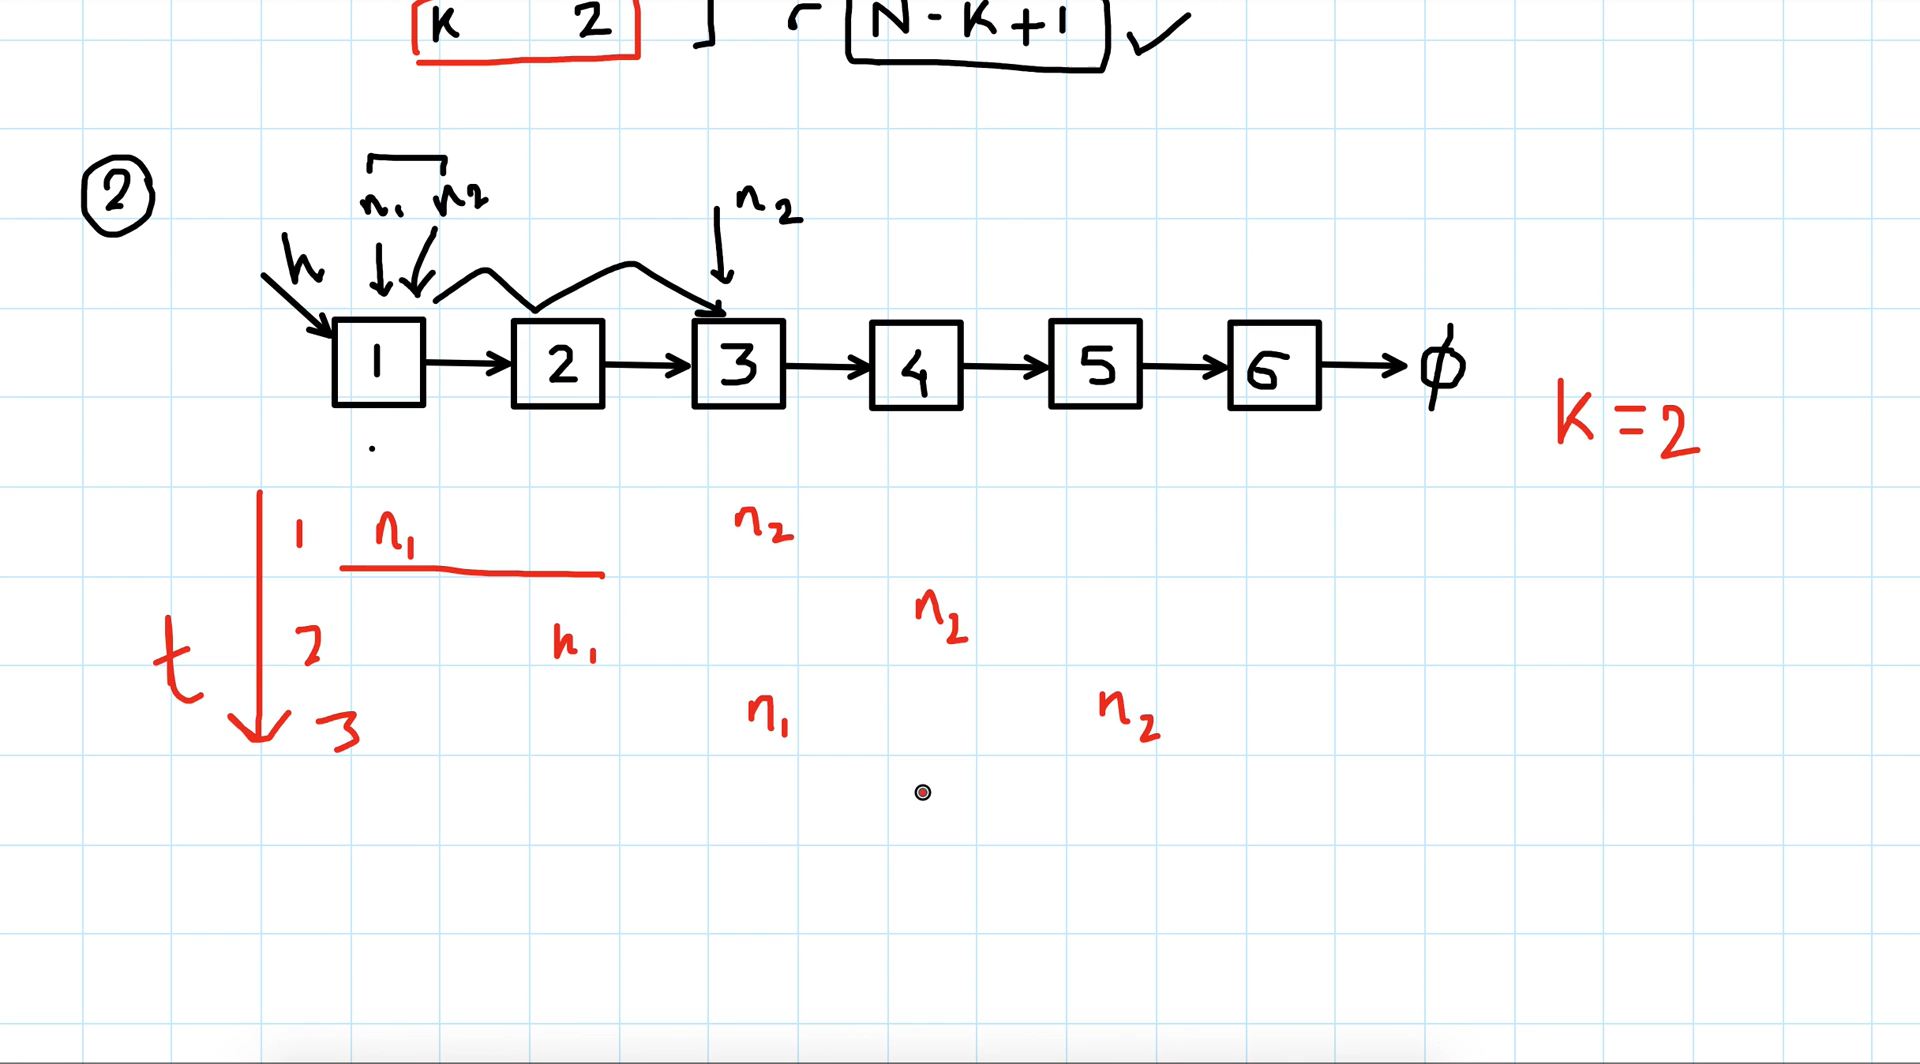 K 2 ] r N - K + 1 ✓
②
n1 n2 n2
h
1 → 2 → 3 → 4 → 5 → 6 → ϕ
K = 2
1 n1 n2
2 n1 n2
t
3 n1 n2